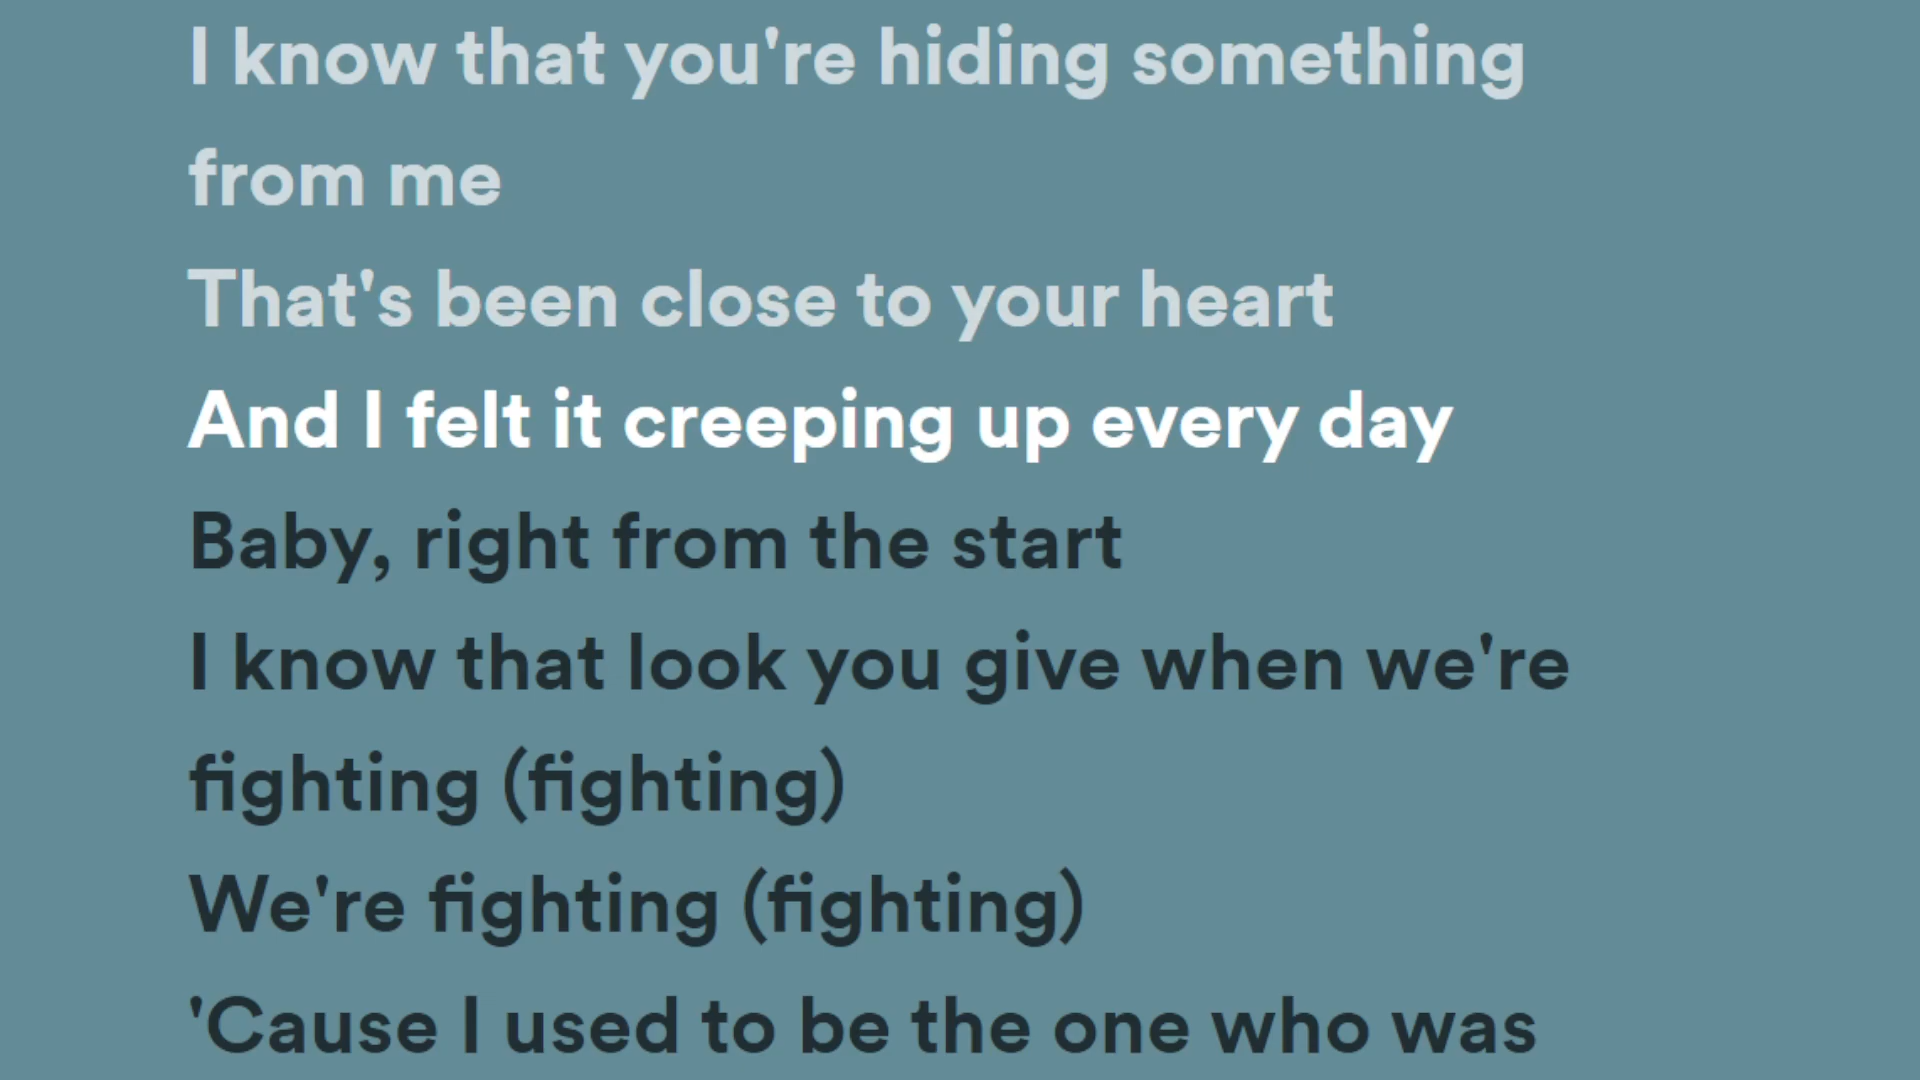 I know that you're hiding something
from me
That's been close to your heart
And I felt it creeping up every day
Baby, right from the start
I know that look you give when we're
fighting (fighting)
We're fighting (fighting)
'Cause I used to be the one who was